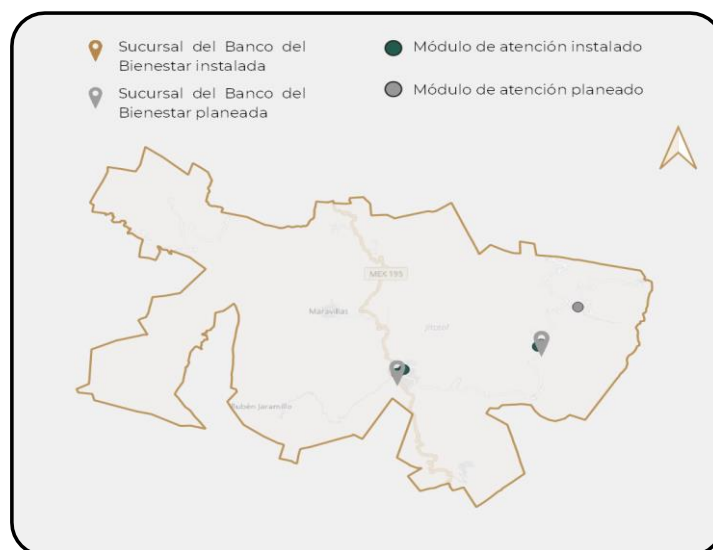 Sucursal del Banco del
Bienestar instalada
Sucursal del Banco del
Bienestar planeada
Módulo de atención instalado
Módulo de atención planeado
MEX 195
Maravillas
Jitotol
Rubén Jaramillo